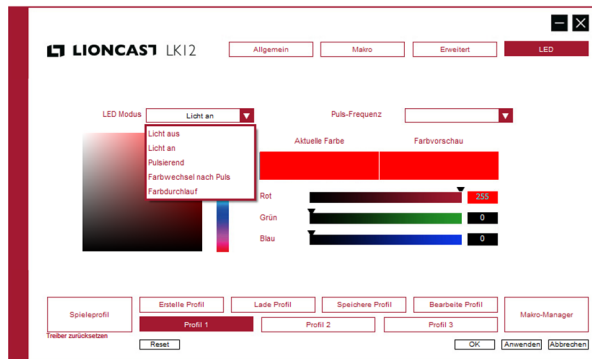 LIONCAST LK12
Allgemein
Makro
Erweitert
LED
LED Modus
Licht an
Puls-Frequenz
Licht aus
Licht an
Pulsierend
Farbwechsel nach Puls
Farbdurchlauf
Aktuelle Farbe
Farbvorschau
Rot
255
Grün
0
Blau
0
Spieleprofil
Erstelle Profil
Lade Profil
Speichere Profil
Bearbeite Profil
Makro-Manager
Profil 1
Profil 2
Profil 3
Treiber zurücksetzen
Reset
OK
Anwenden
Abbrechen